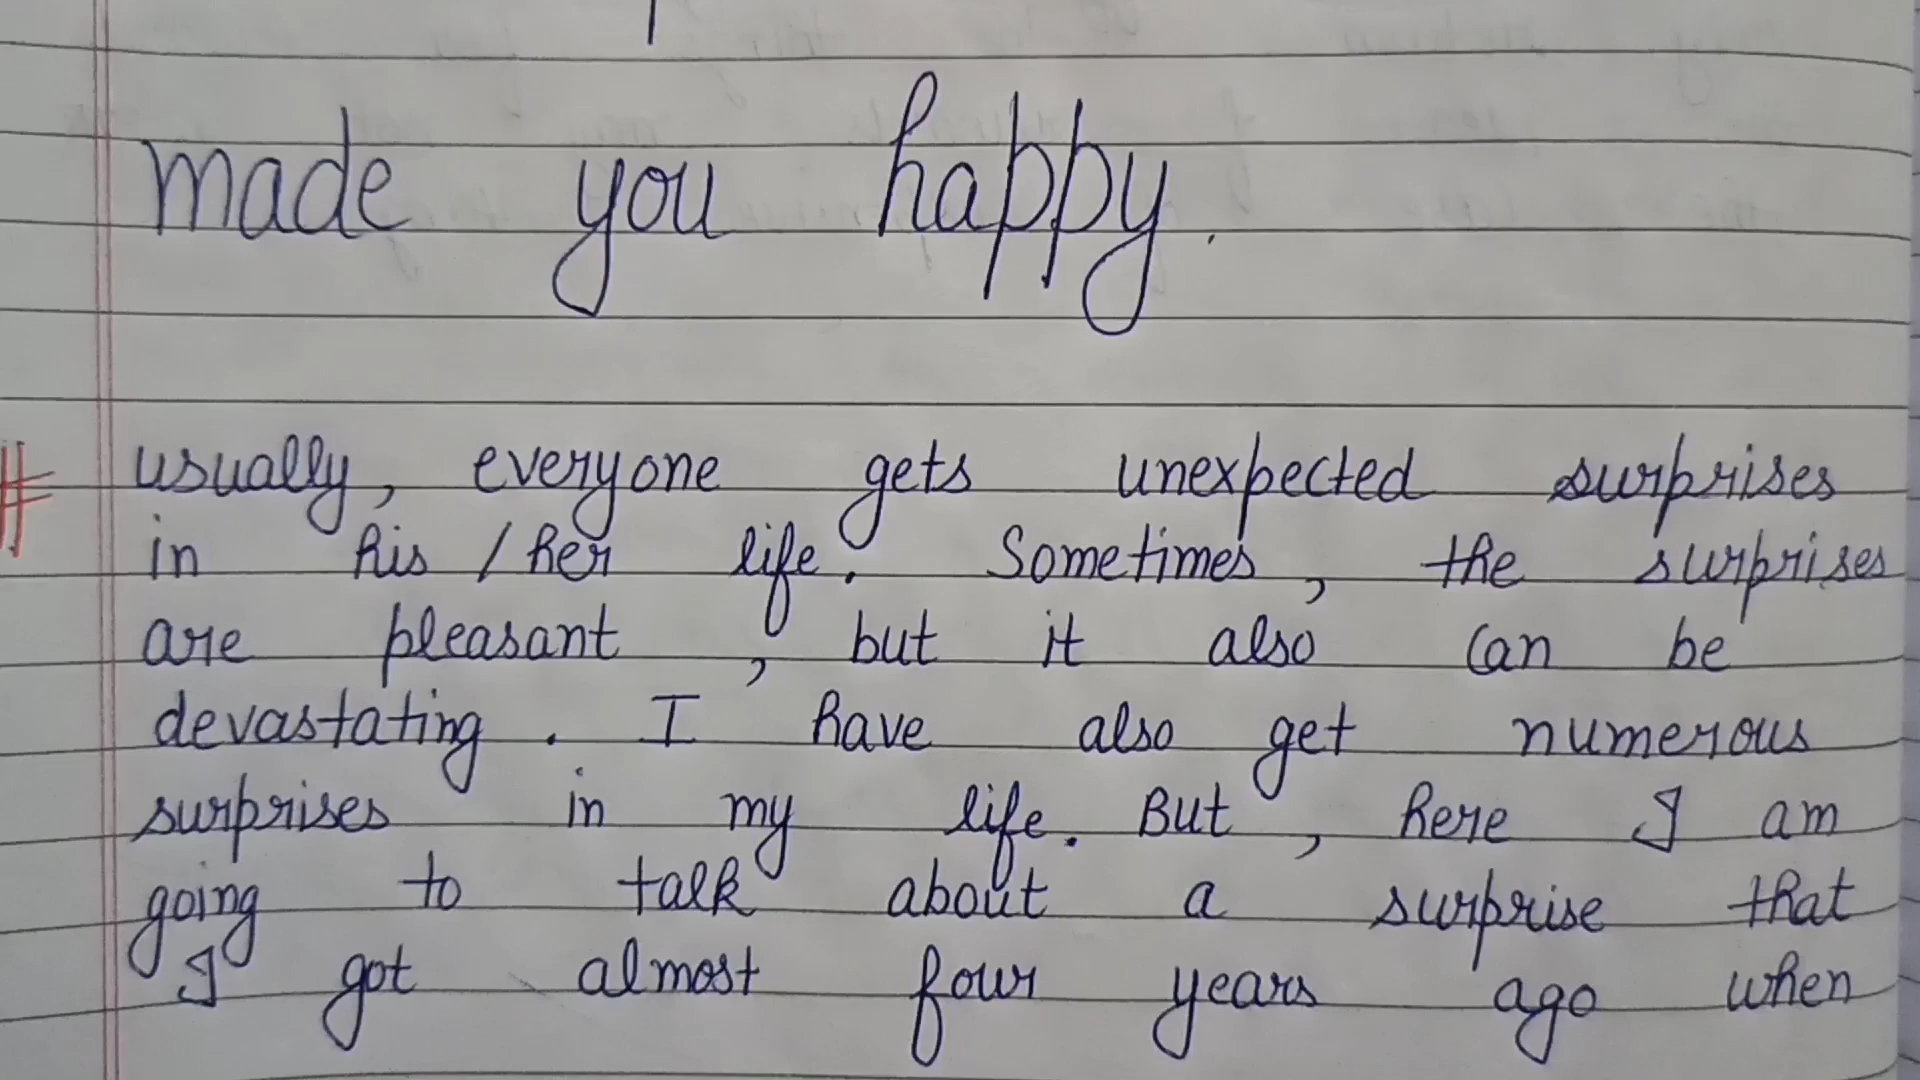 made you happy.
# usually, everyone gets unexpected surprises
in his / her life. Sometimes, the surprises
are pleasant, but it also can be
devastating. I have also get numerous
surprises in my life. But, here I am
going to talk about a surprise that
I got almost four years ago when